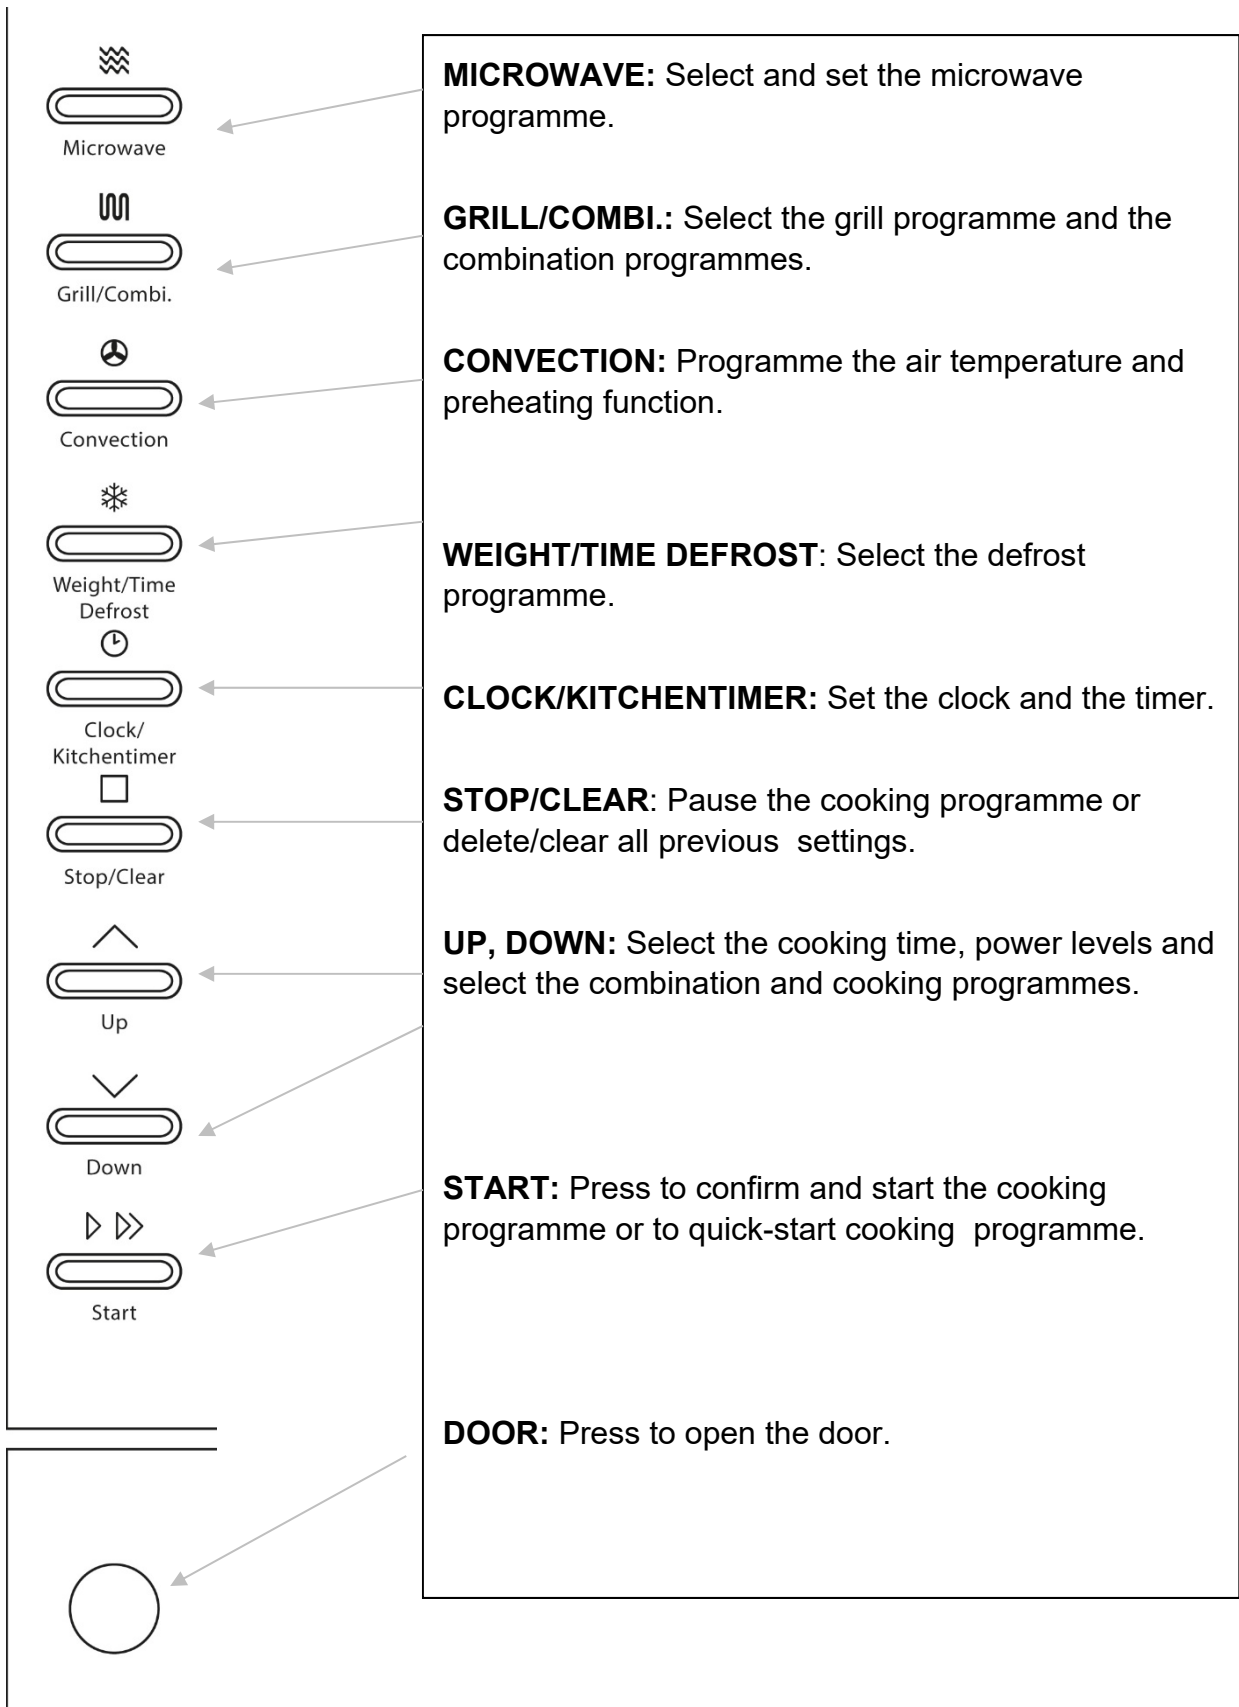 Microwave
Grill/Combi.
Convection
Weight/Time
Defrost
Clock/
Kitchentimer
Stop/Clear
Up
Down
Start
MICROWAVE: Select and set the microwave
programme.
GRILL/COMBI.: Select the grill programme and the
combination programmes.
CONVECTION: Programme the air temperature and
preheating function.
WEIGHT/TIME DEFROST: Select the defrost
programme.
CLOCK/KITCHENTIMER: Set the clock and the timer.
STOP/CLEAR: Pause the cooking programme or
delete/clear all previous  settings.
UP, DOWN: Select the cooking time, power levels and
select the combination and cooking programmes.
START: Press to confirm and start the cooking
programme or to quick-start cooking  programme.
DOOR: Press to open the door.